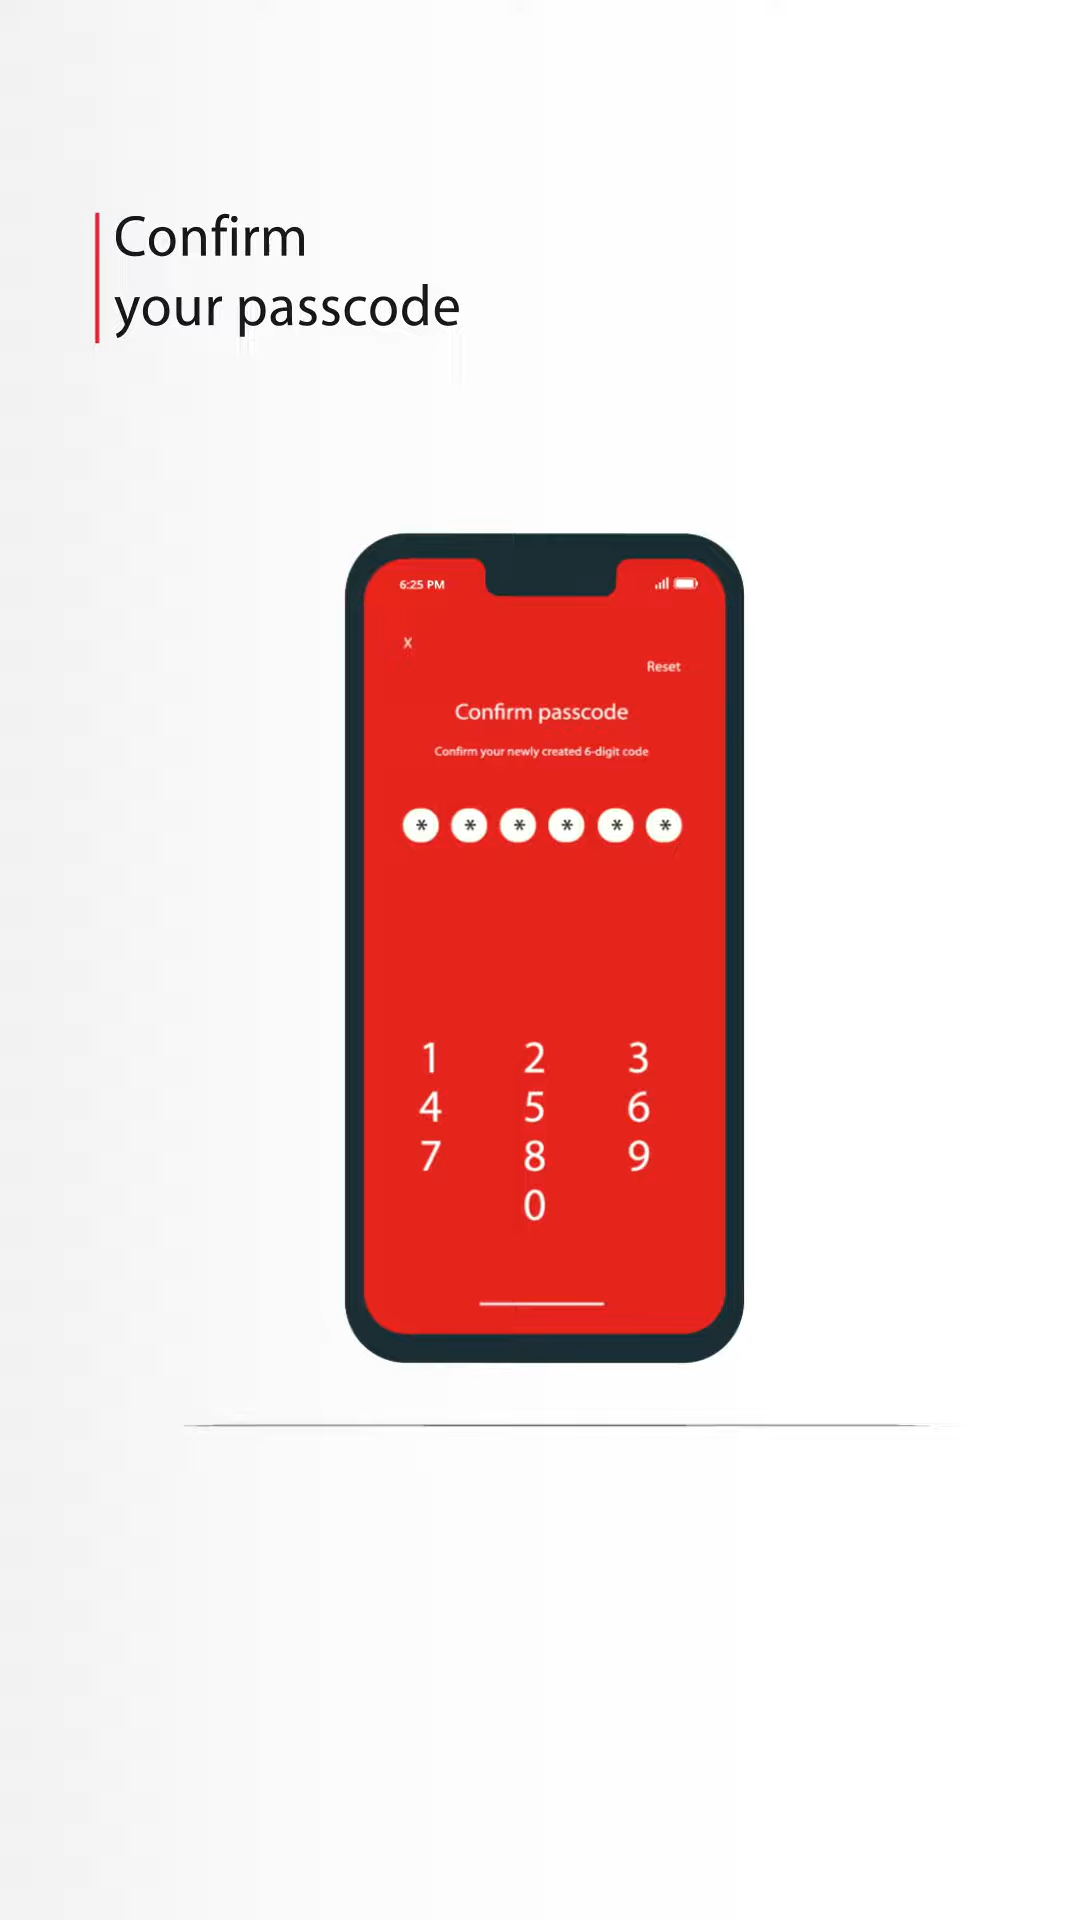 Confirm
your passcode
6:25 PM
X
Reset
Confirm passcode
Confirm your newly created 6-digit code
* * * * * *
1 2 3
4 5 6
7 8 9
0